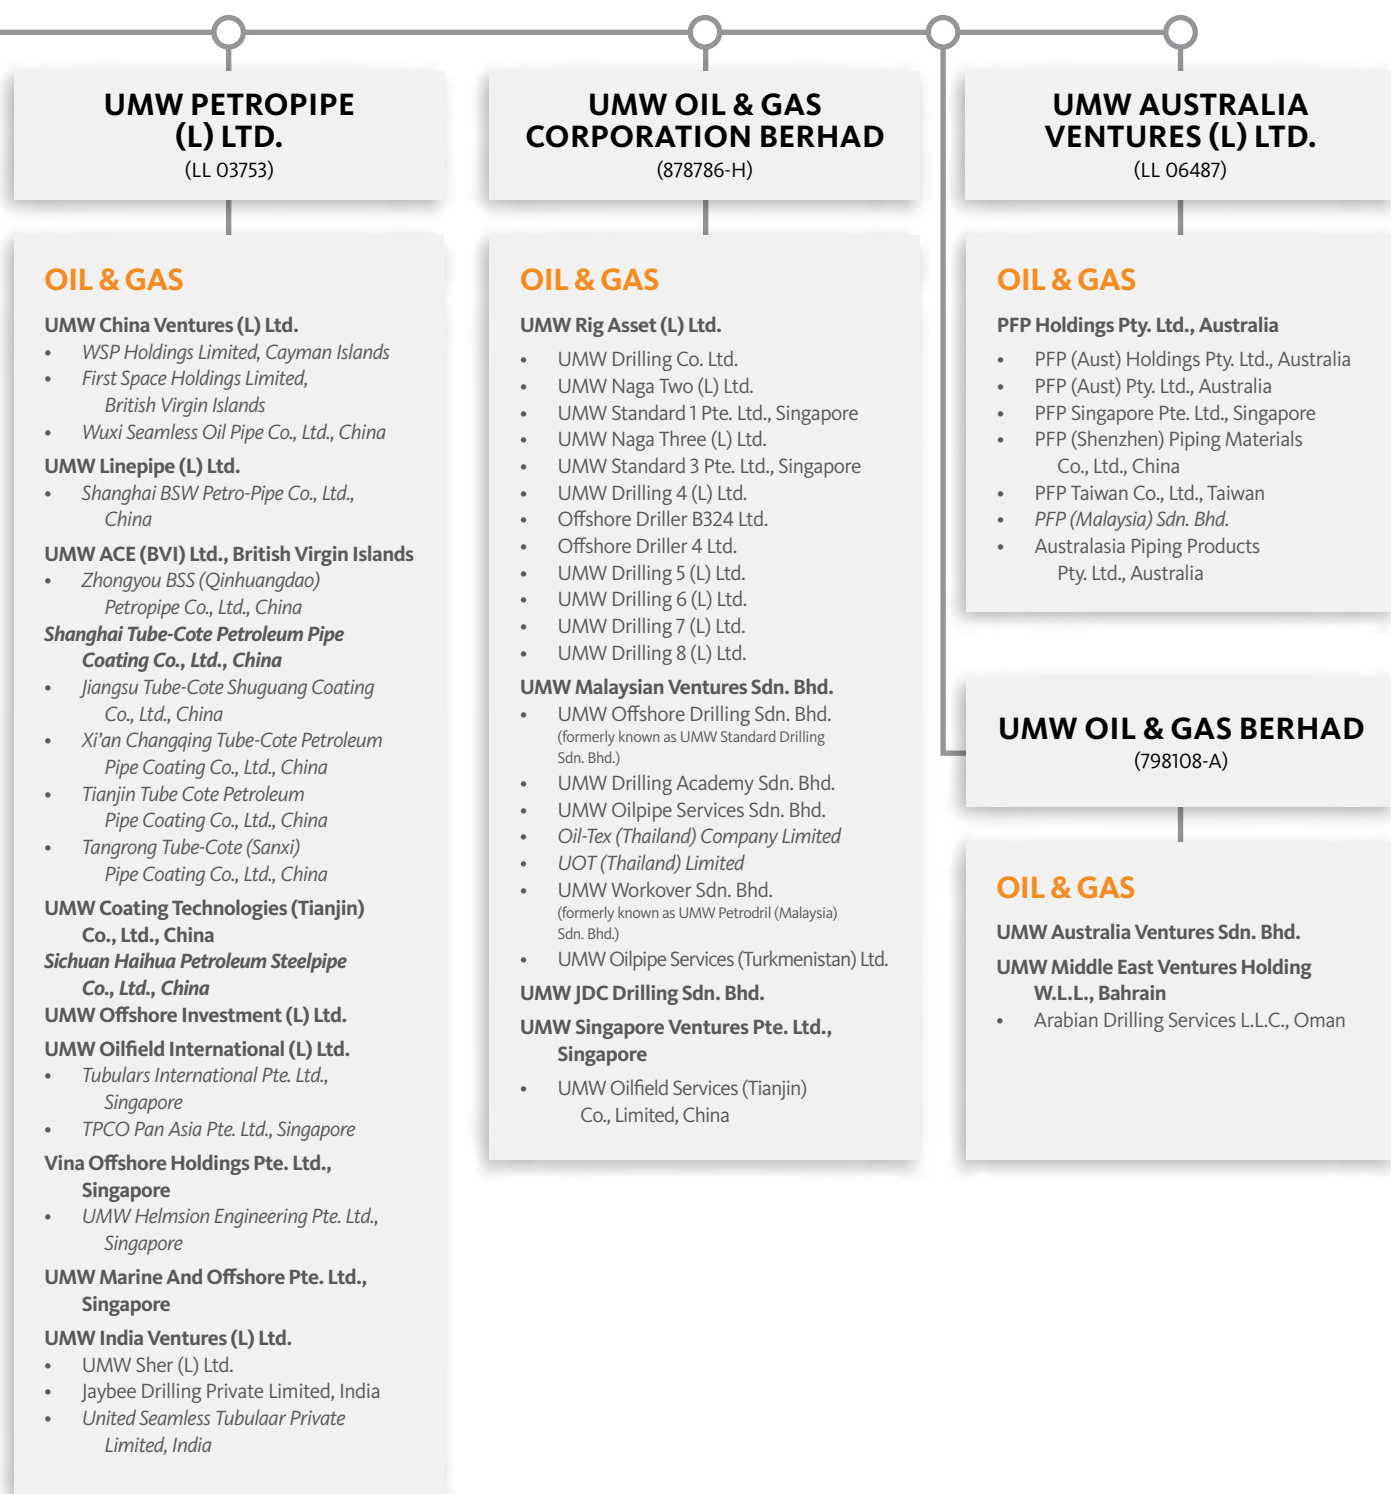 UMW PETROPIPE
(L) LTD.
(LL 03753)
OIL & GAS
UMW China Ventures (L) Ltd.
• WSP Holdings Limited, Cayman Islands
• First Space Holdings Limited,
British Virgin Islands
• Wuxi Seamless Oil Pipe Co., Ltd., China
UMW Linepipe (L) Ltd.
• Shanghai BSW Petro-Pipe Co., Ltd.,
China
UMW ACE (BVI) Ltd., British Virgin Islands
• Zhongyou BSS (Qinhuangdao)
Petropipe Co., Ltd., China
Shanghai Tube-Cote Petroleum Pipe
Coating Co., Ltd., China
• Jiangsu Tube-Cote Shuguang Coating
Co., Ltd., China
• Xi'an Changqing Tube-Cote Petroleum
Pipe Coating Co., Ltd., China
• Tianjin Tube Cote Petroleum
Pipe Coating Co., Ltd., China
• Tangrong Tube-Cote (Sanxi)
Pipe Coating Co., Ltd., China
UMW Coating Technologies (Tianjin)
Co., Ltd., China
Sichuan Haihua Petroleum Steelpipe
Co., Ltd., China
UMW Offshore Investment (L) Ltd.
UMW Oilfield International (L) Ltd.
• Tubulars International Pte. Ltd.,
Singapore
• TPCO Pan Asia Pte. Ltd., Singapore
Vina Offshore Holdings Pte. Ltd.,
Singapore
• UMW Helmsion Engineering Pte. Ltd.,
Singapore
UMW Marine And Offshore Pte. Ltd.,
Singapore
UMW India Ventures (L) Ltd.
• UMW Sher (L) Ltd.
• Jaybee Drilling Private Limited, India
• United Seamless Tubulaar Private
Limited, India
UMW OIL & GAS
CORPORATION BERHAD
(878786-H)
OIL & GAS
UMW Rig Asset (L) Ltd.
• UMW Drilling Co. Ltd.
• UMW Naga Two (L) Ltd.
• UMW Standard 1 Pte. Ltd., Singapore
• UMW Naga Three (L) Ltd.
• UMW Standard 3 Pte. Ltd., Singapore
• UMW Drilling 4 (L) Ltd.
• Offshore Driller B324 Ltd.
• Offshore Driller 4 Ltd.
• UMW Drilling 5 (L) Ltd.
• UMW Drilling 6 (L) Ltd.
• UMW Drilling 7 (L) Ltd.
• UMW Drilling 8 (L) Ltd.
UMW Malaysian Ventures Sdn. Bhd.
• UMW Offshore Drilling Sdn. Bhd.
(formerly known as UMW Standard Drilling
Sdn. Bhd.)
• UMW Drilling Academy Sdn. Bhd.
• UMW Oilpipe Services Sdn. Bhd.
• Oil-Tex (Thailand) Company Limited
• UOT (Thailand) Limited
• UMW Workover Sdn. Bhd.
(formerly known as UMW Petrodril (Malaysia)
Sdn. Bhd.)
• UMW Oilpipe Services (Turkmenistan) Ltd.
UMW JDC Drilling Sdn. Bhd.
UMW Singapore Ventures Pte. Ltd.,
Singapore
• UMW Oilfield Services (Tianjin)
Co., Limited, China
UMW AUSTRALIA
VENTURES (L) LTD.
(LL 06487)
OIL & GAS
PFP Holdings Pty. Ltd., Australia
• PFP (Aust) Holdings Pty. Ltd., Australia
• PFP (Aust) Pty. Ltd., Australia
• PFP Singapore Pte. Ltd., Singapore
• PFP (Shenzhen) Piping Materials
Co., Ltd., China
• PFP Taiwan Co., Ltd., Taiwan
• PFP (Malaysia) Sdn. Bhd.
• Australasia Piping Products
Pty. Ltd., Australia
UMW OIL & GAS BERHAD
(798108-A)
OIL & GAS
UMW Australia Ventures Sdn. Bhd.
UMW Middle East Ventures Holding
W.L.L., Bahrain
• Arabian Drilling Services L.L.C., Oman